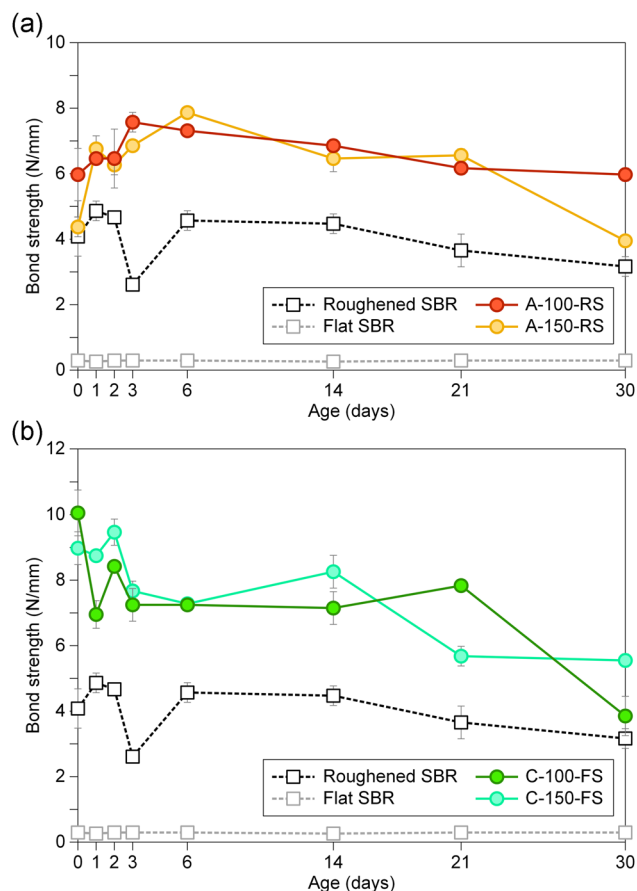 (a)
10
8
6
4
2
0
Bond strength (N/mm)
Roughened SBR
Flat SBR
A-100-RS
A-150-RS
0 1 2 3 6 14 21 30
Age (days)
(b)
12
10
8
6
4
2
0
Bond strength (N/mm)
Roughened SBR
Flat SBR
C-100-FS
C-150-FS
0 1 2 3 6 14 21 30
Age (days)